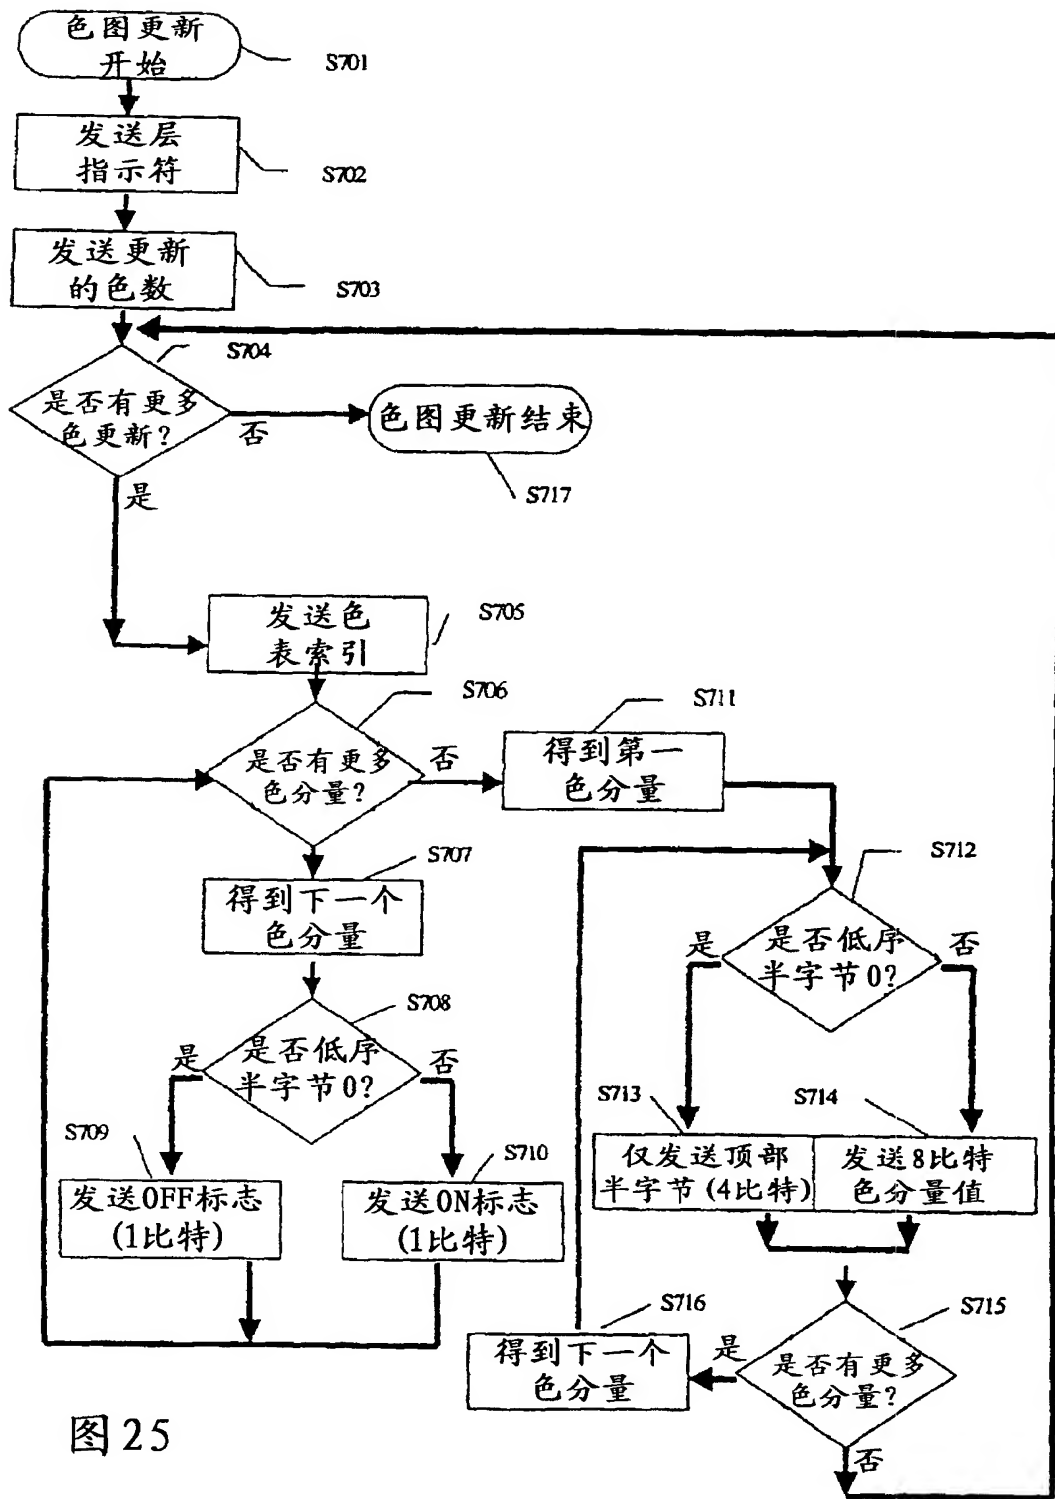 色图更新
开始
S701
发送层
指示符
S702
发送更新
的色数
S703
S704
是否有更多
色更新?
否
是
色图更新结束
S717
发送色
表索引
S705
S706
是否有更多
色分量?
否
S711
得到第一
色分量
S707
得到下一个
色分量
S712
是否低序
半字节0?
是
否
S708
是否低序
半字节0?
是
否
S709
发送OFF标志
(1比特)
S710
发送ON标志
(1比特)
S713
仅发送顶部
半字节(4比特)
S714
发送8比特
色分量值
S715
是否有更多
色分量?
是
否
S716
得到下一个
色分量
图25